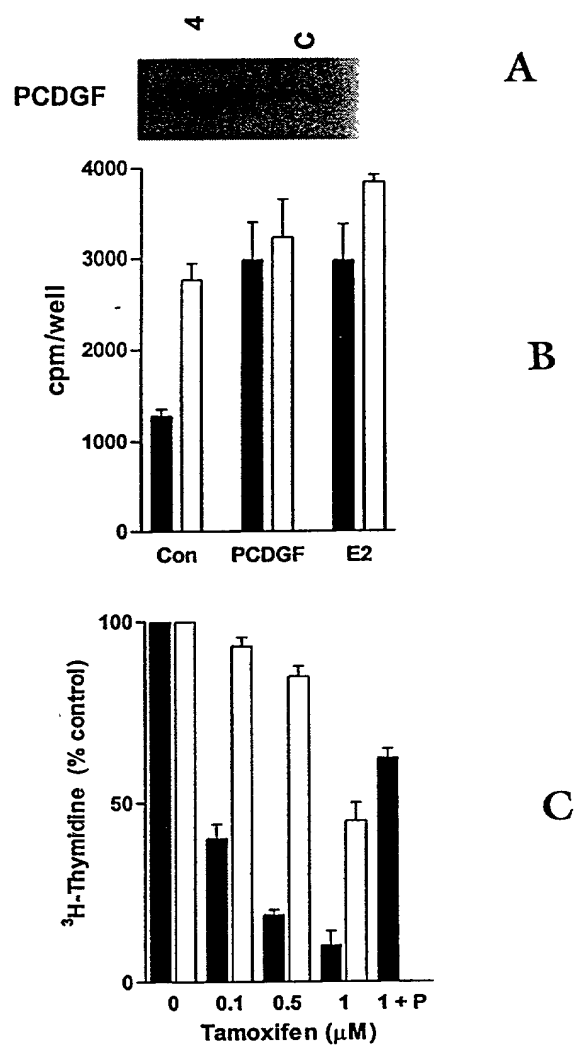 4 C
A
PCDGF
4000
3000
2000
1000
0
cpm/well
B
Con PCDGF E2
100
50
0
³H-Thymidine (% control)
C
0 0.1 0.5 1 1 + P
Tamoxifen (μM)